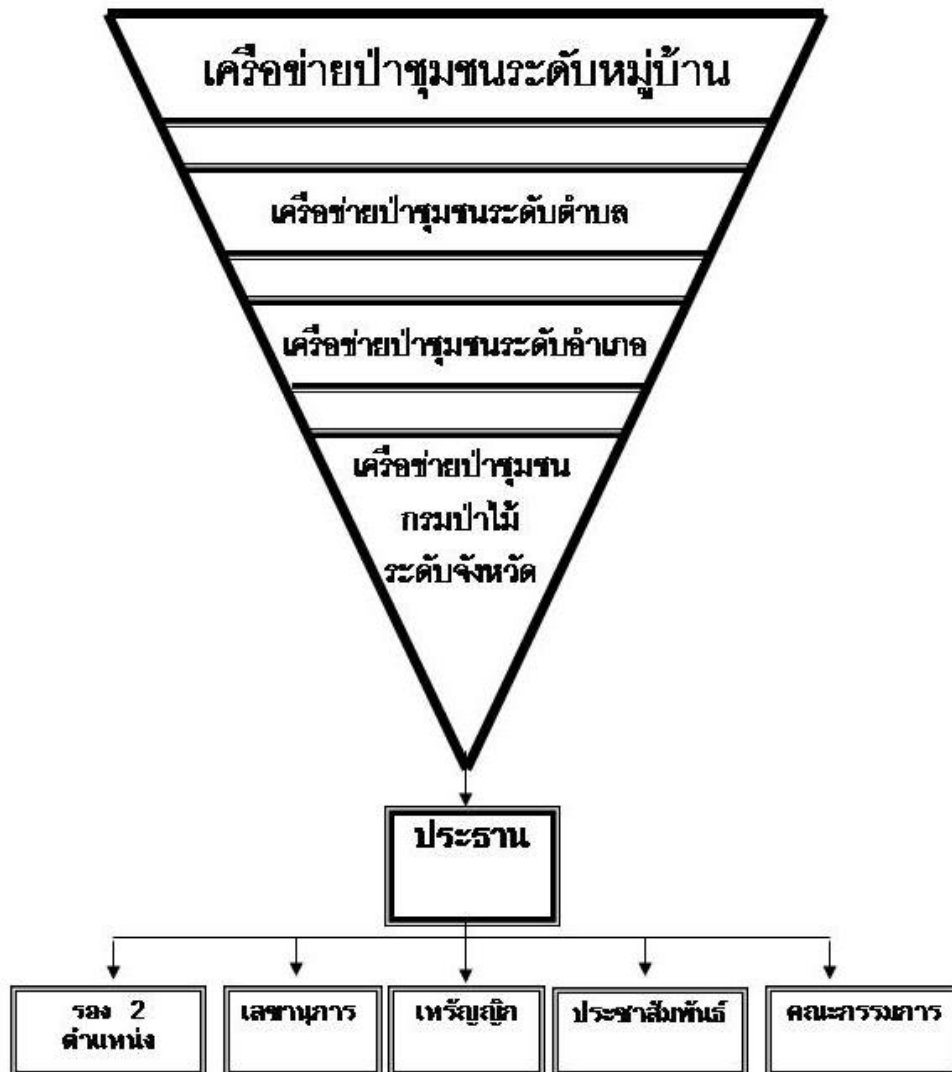 เครือข่ายป่าชุมชนระดับหมู่บ้าน
เครือข่ายป่าชุมชนระดับตำบล
เครือข่ายป่าชุมชนระดับอำเภอ
เครือข่ายป่าชุมชน
กรมป่าไม้
ระดับจังหวัด
ประธาน
รอง 2
ตำแหน่ง
เลขานุการ
เหรัญญิก
ประชาสัมพันธ์
คณะกรรมการ